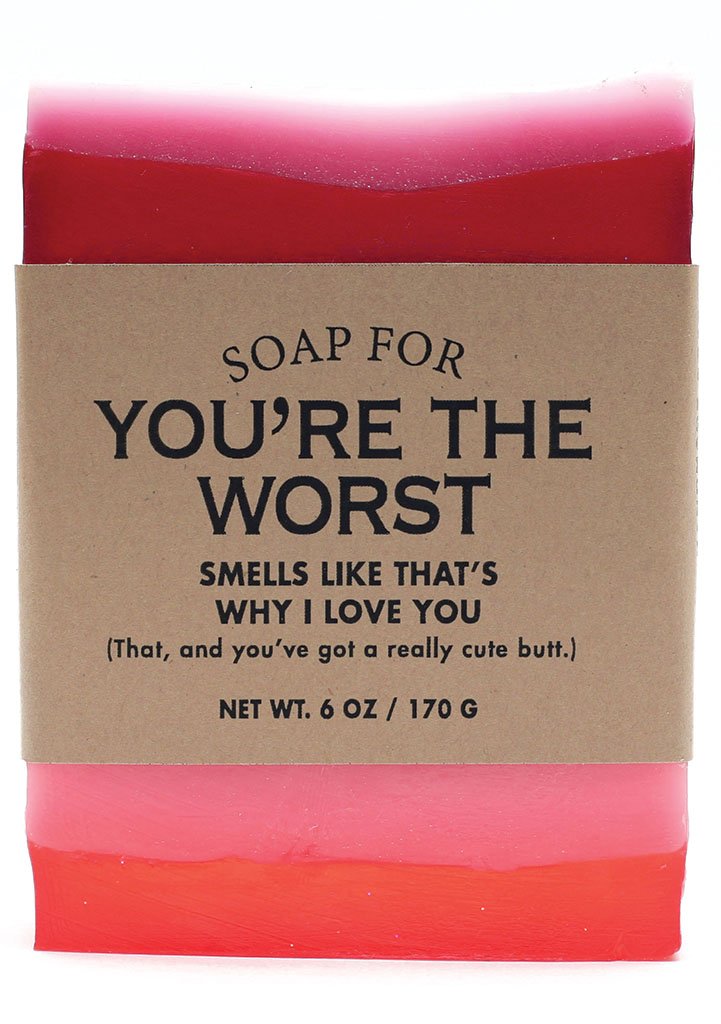 SOAP FOR
YOU'RE THE
WORST
SMELLS LIKE THAT'S
WHY I LOVE YOU
(That, and you've got a really cute butt.)
NET WT. 6 OZ / 170 G